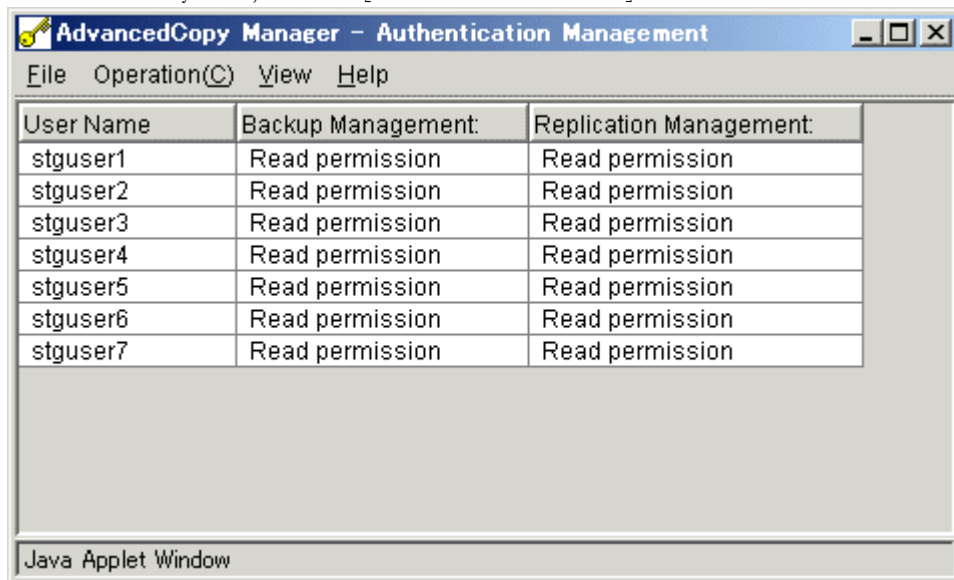 AdvancedCopy Manager – Authentication Management
File Operation(C) View Help
User Name Backup Management: Replication Management:
stguser1 Read permission Read permission
stguser2 Read permission Read permission
stguser3 Read permission Read permission
stguser4 Read permission Read permission
stguser5 Read permission Read permission
stguser6 Read permission Read permission
stguser7 Read permission Read permission
Java Applet Window